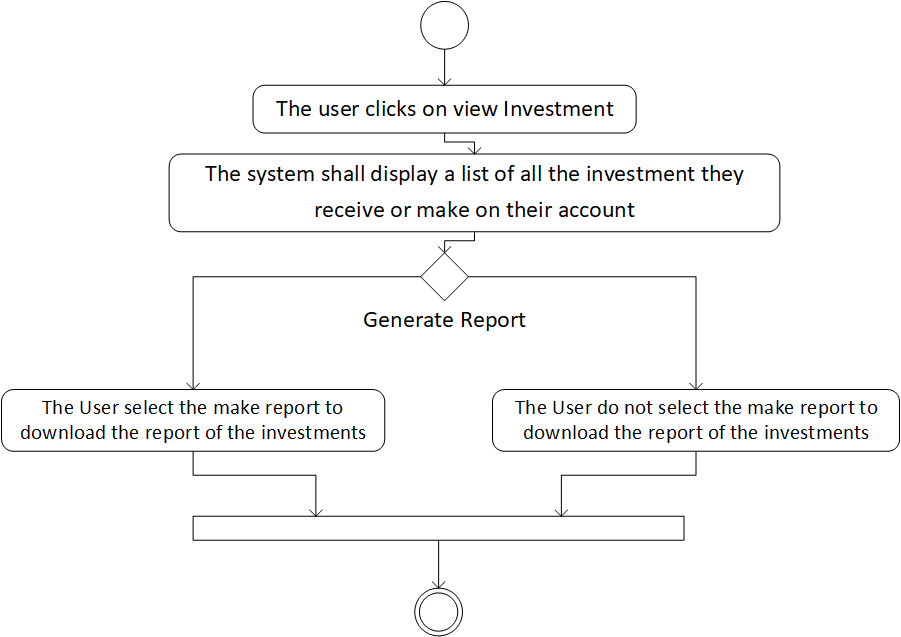 The user clicks on view Investment
The system shall display a list of all the investment they
receive or make on their account
Generate Report
The User select the make report to
download the report of the investments
The User do not select the make report to
download the report of the investments